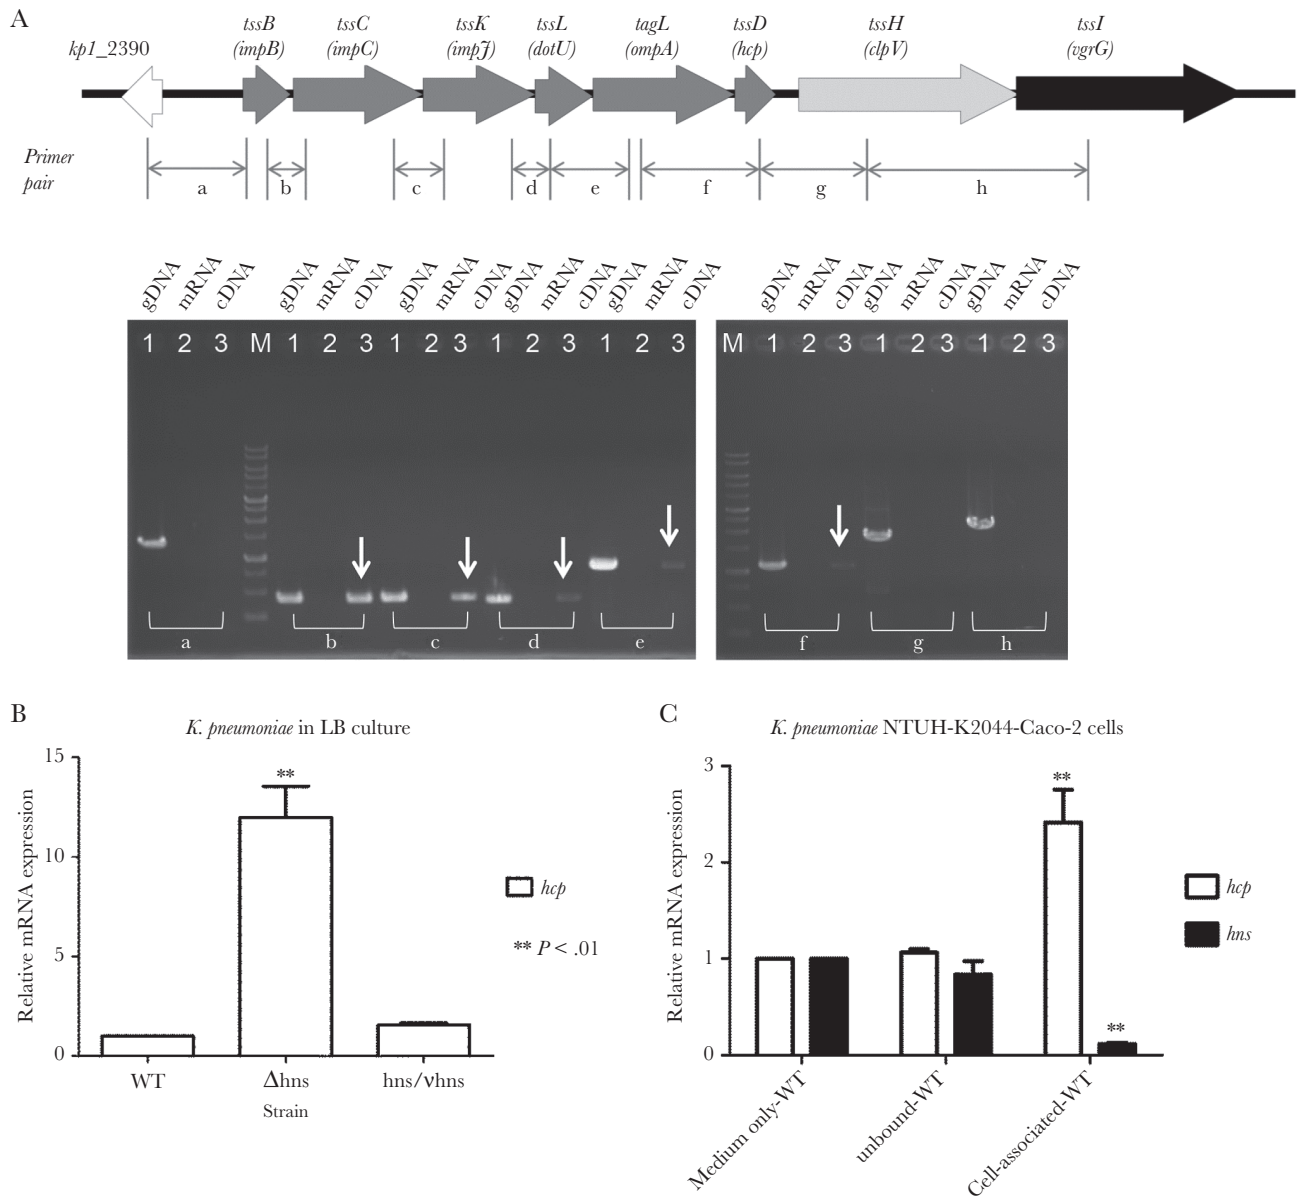 A
tssB tssC tssK tssL tagL tssD tssH tssI
kp1_2390 (impB) (impC) (impJ) (dotU) (ompA) (hcp) (clpV) (vgrG)
Primer
pair
a b c d e f g h
gDNA mRNA cDNA gDNA mRNA cDNA gDNA mRNA cDNA gDNA mRNA cDNA gDNA mRNA cDNA gDNA mRNA cDNA gDNA mRNA cDNA gDNA mRNA cDNA
1 2 3 M 1 2 3 1 2 3 1 2 3 1 2 3 M 1 2 3 1 2 3 1 2 3
a b c d e f g h
B
K. pneumoniae in LB culture
Relative mRNA expression
15
10
5
0
**
hcp
** P < .01
WT Δhns hns/vhns
Strain
C
K. pneumoniae NTUH-K2044-Caco-2 cells
Relative mRNA expression
3
2
1
0
**
**
hcp
hns
Medium only-WT
unbound-WT
Cell-associated-WT